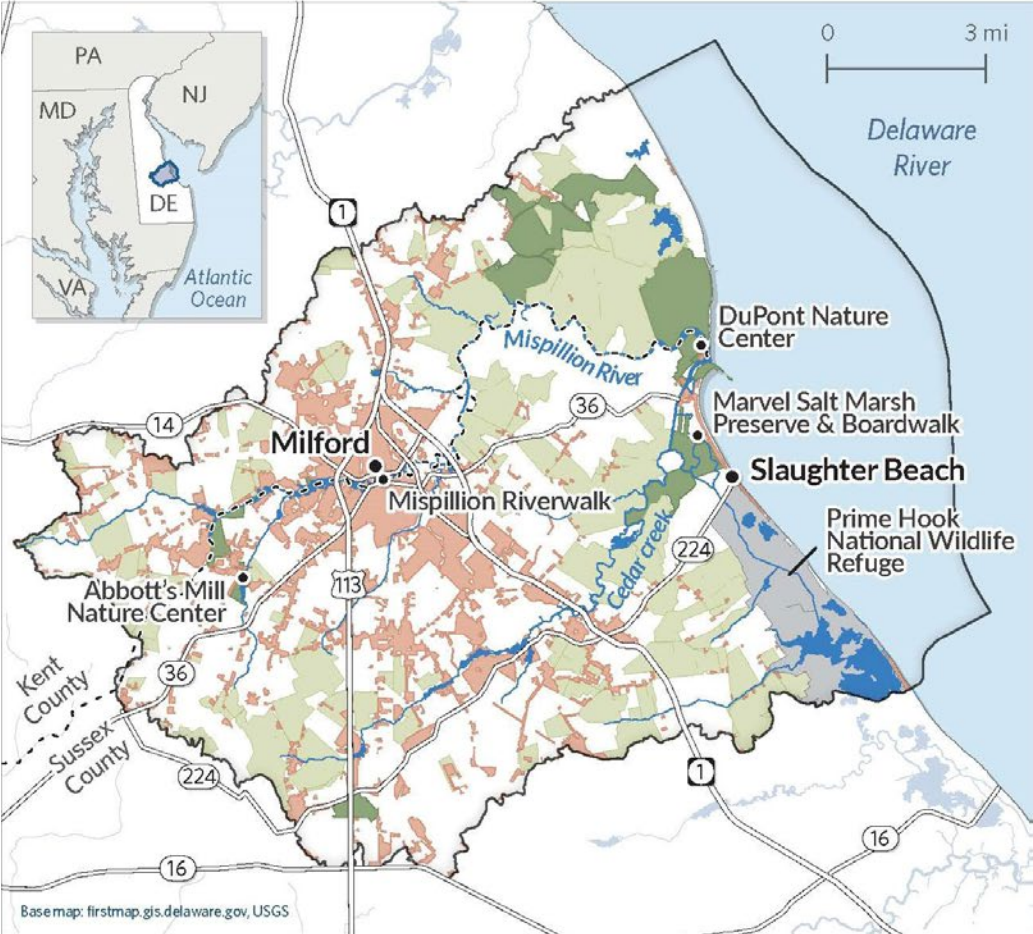 PA
MD
NJ
DE
VA
Atlantic
Ocean
0 3 mi
Delaware
River
1
DuPont Nature
Center
Mispillion River
36
Marvel Salt Marsh
Preserve & Boardwalk
14
Milford
Slaughter Beach
Mispillion Riverwalk
Prime Hook
National Wildlife
Refuge
Cedar creek
224
113
Abbott's Mill
Nature Center
36
Kent
County
Sussex
County
224
1
16
16
Basemap: firstmap.gis.delaware.gov, USGS